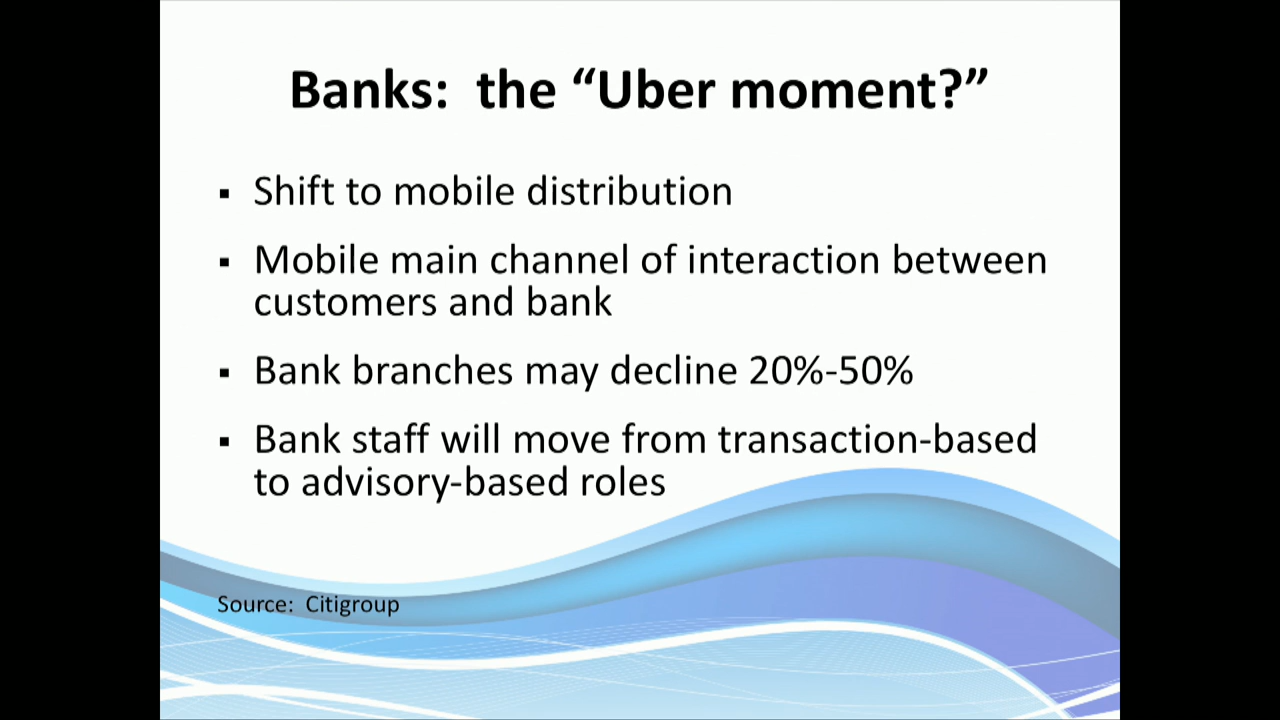 Banks:  the “Uber moment?”
▪ Shift to mobile distribution
▪ Mobile main channel of interaction between
customers and bank
▪ Bank branches may decline 20%-50%
▪ Bank staff will move from transaction-based
to advisory-based roles
Source:  Citigroup